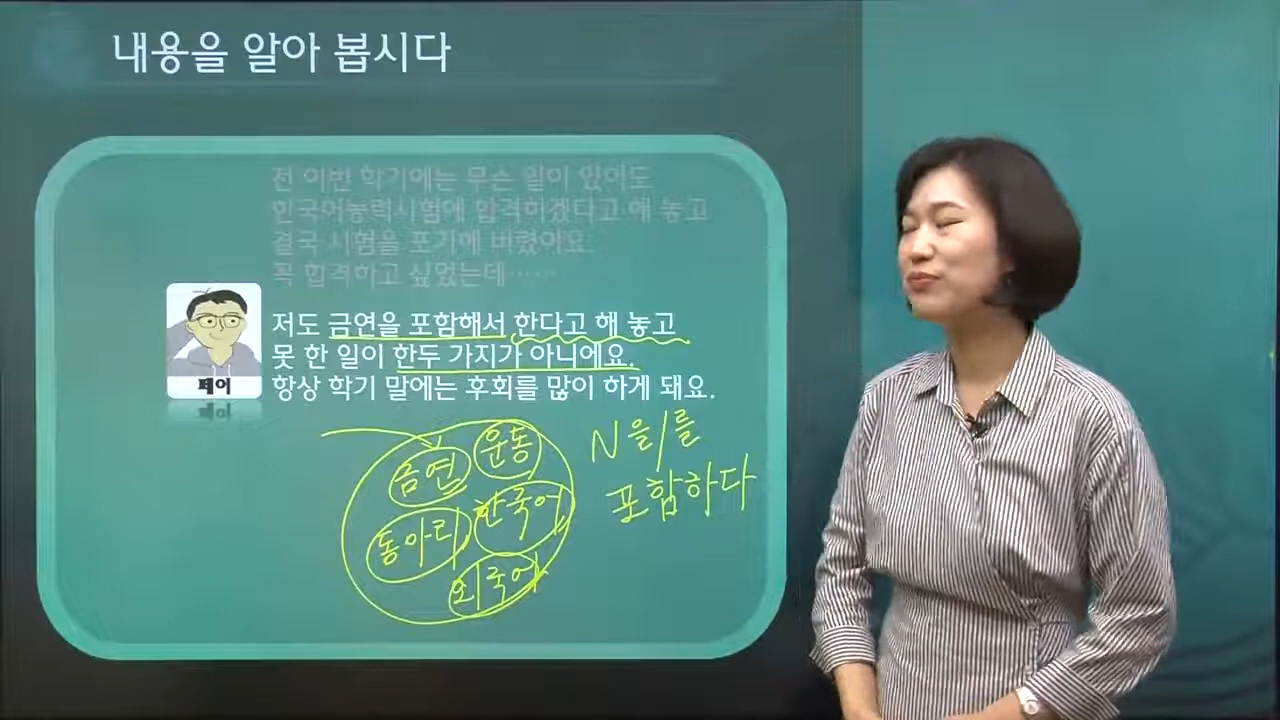 내용을 알아 봅시다
전 이번 학기에는 무슨 일이 있어도
한국어능력시험에 합격하겠다고 해 놓고
결국 시험을 포기해 버렸어요.
꼭 합격하고 싶었는데……
저도 금연을 포함해서 한다고 해 놓고
못 한 일이 한두 가지가 아니에요.
항상 학기 말에는 후회를 많이 하게 돼요.
페이
금연 운동
동아리 한국어
외국어
N을/를
포함하다